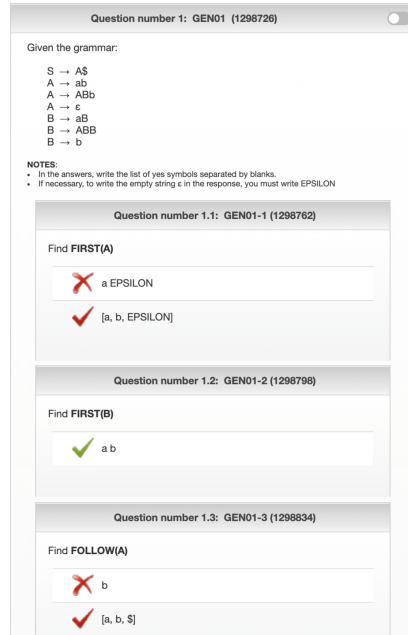 Question number 1: GEN01 (1298726)
Given the grammar:
S → A$
A → ab
A → ABb
A → ε
B → aB
B → ABB
B → b
NOTES:
• In the answers, write the list of yes symbols separated by blanks.
• If necessary, to write the empty string ε in the response, you must write EPSILON
Question number 1.1: GEN01-1 (1298762)
Find FIRST(A)
a EPSILON
[a, b, EPSILON]
Question number 1.2: GEN01-2 (1298798)
Find FIRST(B)
a b
Question number 1.3: GEN01-3 (1298834)
Find FOLLOW(A)
b
[a, b, $]